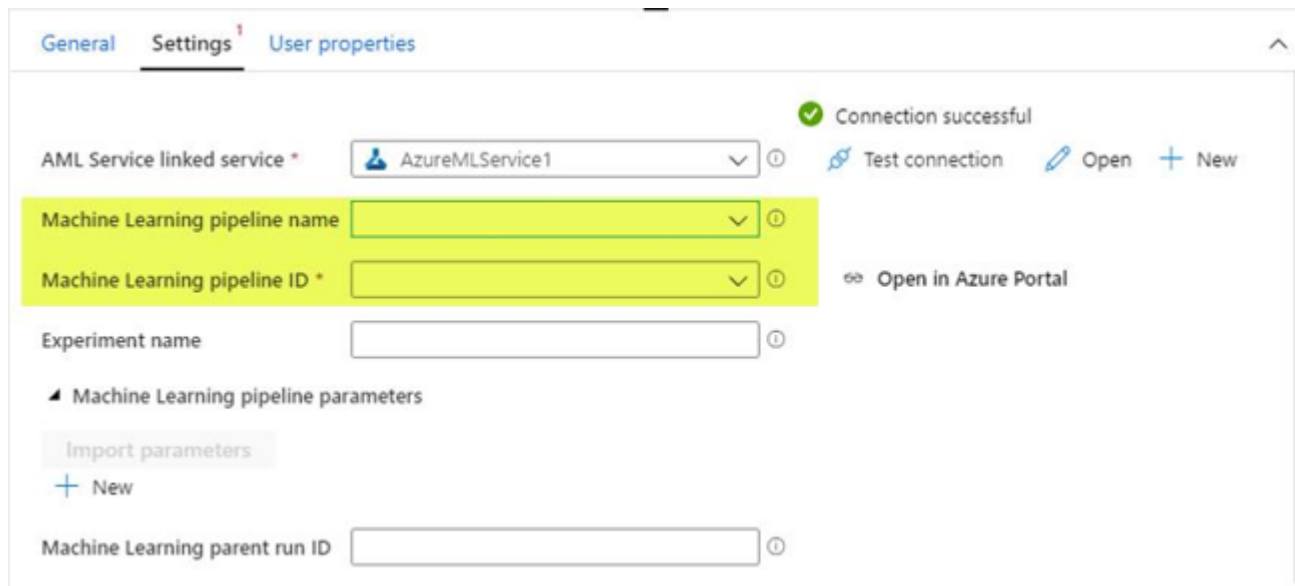 General Settings 1 User properties
Connection successful
AML Service linked service * AzureMLService1 Test connection Open New
Machine Learning pipeline name
Machine Learning pipeline ID * Open in Azure Portal
Experiment name
Machine Learning pipeline parameters
Import parameters
New
Machine Learning parent run ID